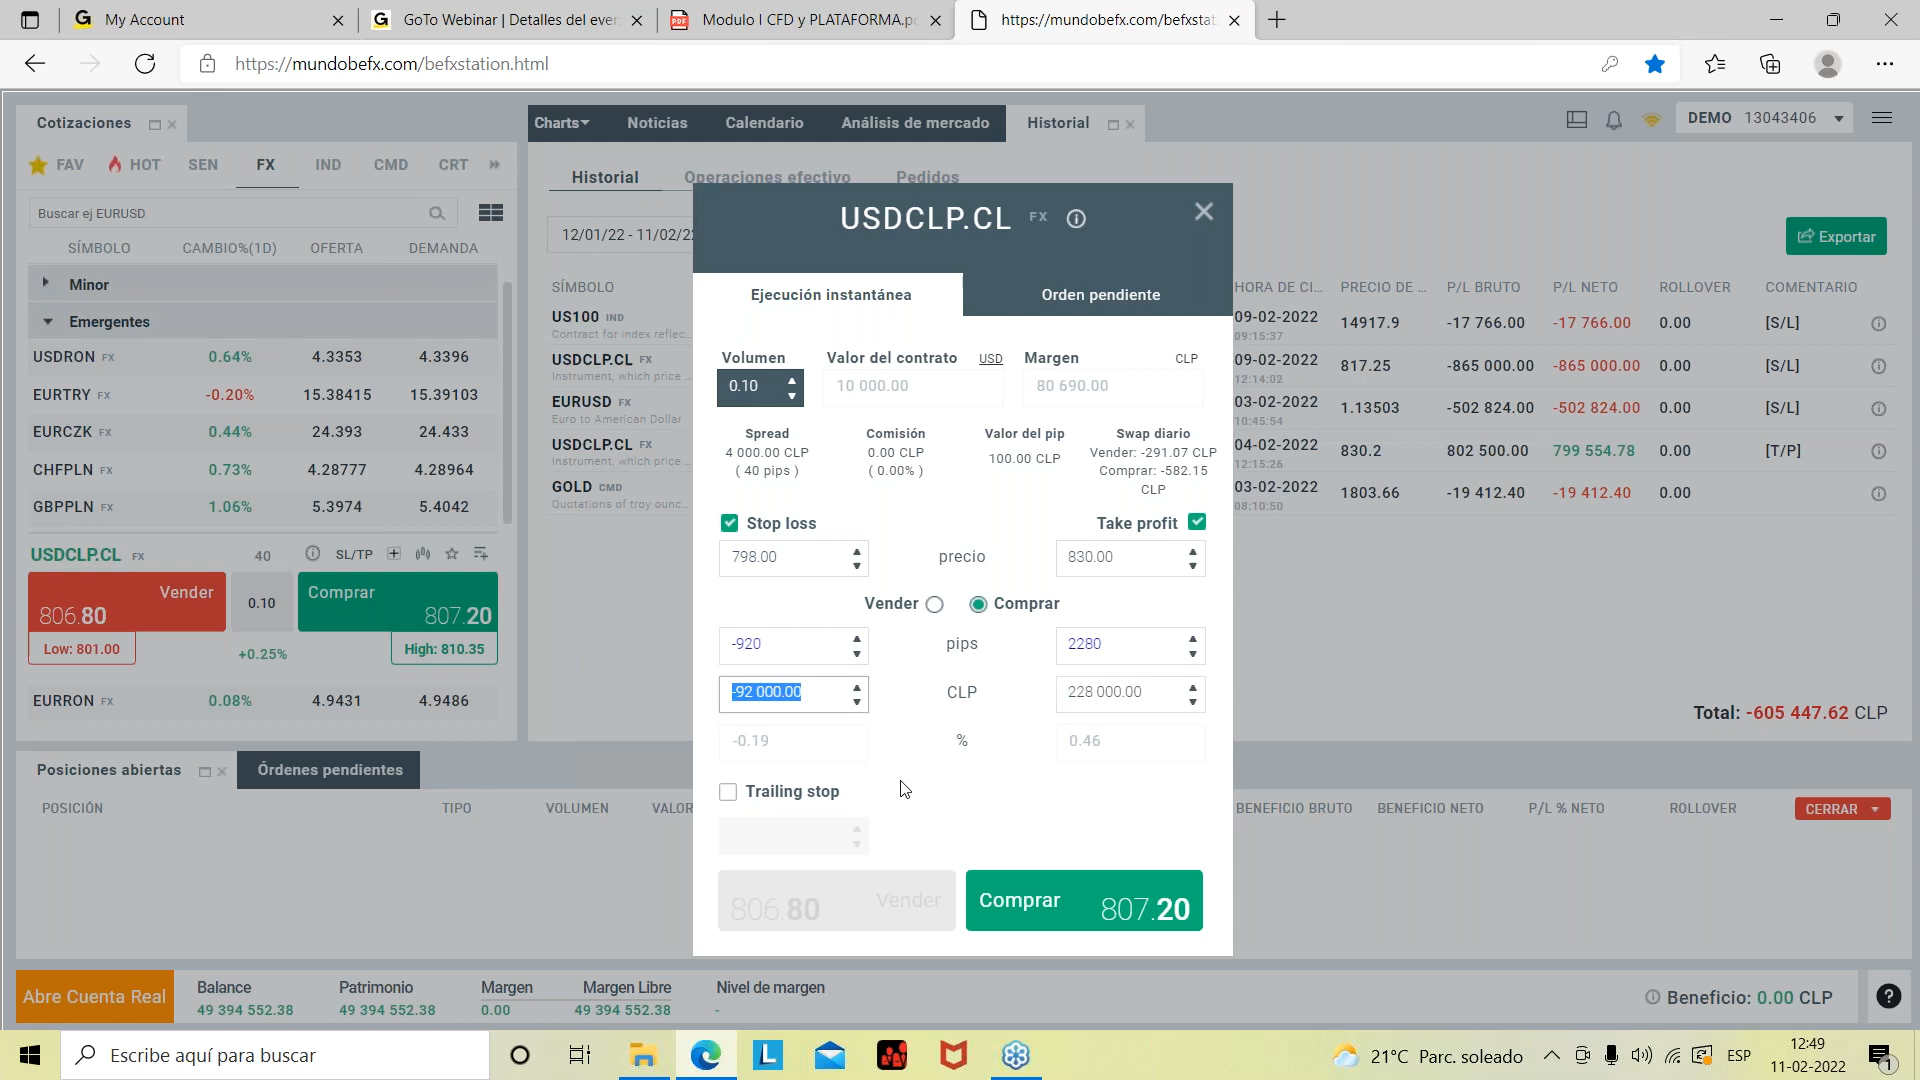 My Account
GoTo Webinar | Detalles del even
Modulo I CFD y PLATAFORMA.pd
https://mundobefx.com/befxstat
https://mundobefx.com/befxstation.html
Cotizaciones
Charts Noticias Calendario Análisis de mercado Historial
DEMO 13043406
FAV HOT SEN FX IND CMD CRT
Buscar ej EURUSD
SÍMBOLO CAMBIO%(1D) OFERTA DEMANDA
Minor
Emergentes
USDRON FX 0.64% 4.3353 4.3396
EURTRY FX -0.20% 15.38415 15.39103
EURCZK FX 0.44% 24.393 24.433
CHFPLN FX 0.73% 4.28777 4.28964
GBPPLN FX 1.06% 5.3974 5.4042
USDCLP.CL FX 40 SL/TP
Vender 806.80
0.10
Comprar 807.20
Low: 801.00 +0.25% High: 810.35
EURRON FX 0.08% 4.9431 4.9486
Historial Operaciones efectivo Pedidos
12/01/22 - 11/02/22
Exportar
SÍMBOLO HORA DE CI... PRECIO DE ... P/L BRUTO P/L NETO ROLLOVER COMENTARIO
US100 IND 09-02-2022 14917.9 -17 766.00 -17 766.00 0.00 [S/L]
Contract for index reflec... 09:15:37
USDCLP.CL FX 09-02-2022 817.25 -865 000.00 -865 000.00 0.00 [S/L]
Instrument, which price ... 12:14:02
EURUSD FX 03-02-2022 1.13503 -502 824.00 -502 824.00 0.00 [S/L]
Euro to American Dollar 10:45:54
USDCLP.CL FX 04-02-2022 830.2 802 500.00 799 554.78 0.00 [T/P]
Instrument, which price ... 12:15:26
GOLD CMD 03-02-2022 1803.66 -19 412.40 -19 412.40 0.00
Quotations of troy ounc... 08:10:50
Total: -605 447.62 CLP
USDCLP.CL FX
Ejecución instantánea Orden pendiente
Volumen Valor del contrato USD Margen CLP
0.10 10 000.00 80 690.00
Spread Comisión Valor del pip Swap diario
4 000.00 CLP 0.00 CLP 100.00 CLP Vender: -291.07 CLP
( 40 pips ) ( 0.00% ) Comprar: -582.15
CLP
Stop loss Take profit
798.00 precio 830.00
Vender Comprar
-920 pips 2280
-92 000.00 CLP 228 000.00
-0.19 % 0.46
Trailing stop
806.80 Vender Comprar 807.20
Posiciones abiertas Órdenes pendientes
POSICIÓN TIPO VOLUMEN VALOR BENEFICIO BRUTO BENEFICIO NETO P/L % NETO ROLLOVER CERRAR
Abre Cuenta Real
Balance Patrimonio Margen Margen Libre Nivel de margen
49 394 552.38 49 394 552.38 0.00 49 394 552.38 -
Beneficio: 0.00 CLP
Escribe aquí para buscar
21°C Parc. soleado
ESP
12:49
11-02-2022
1